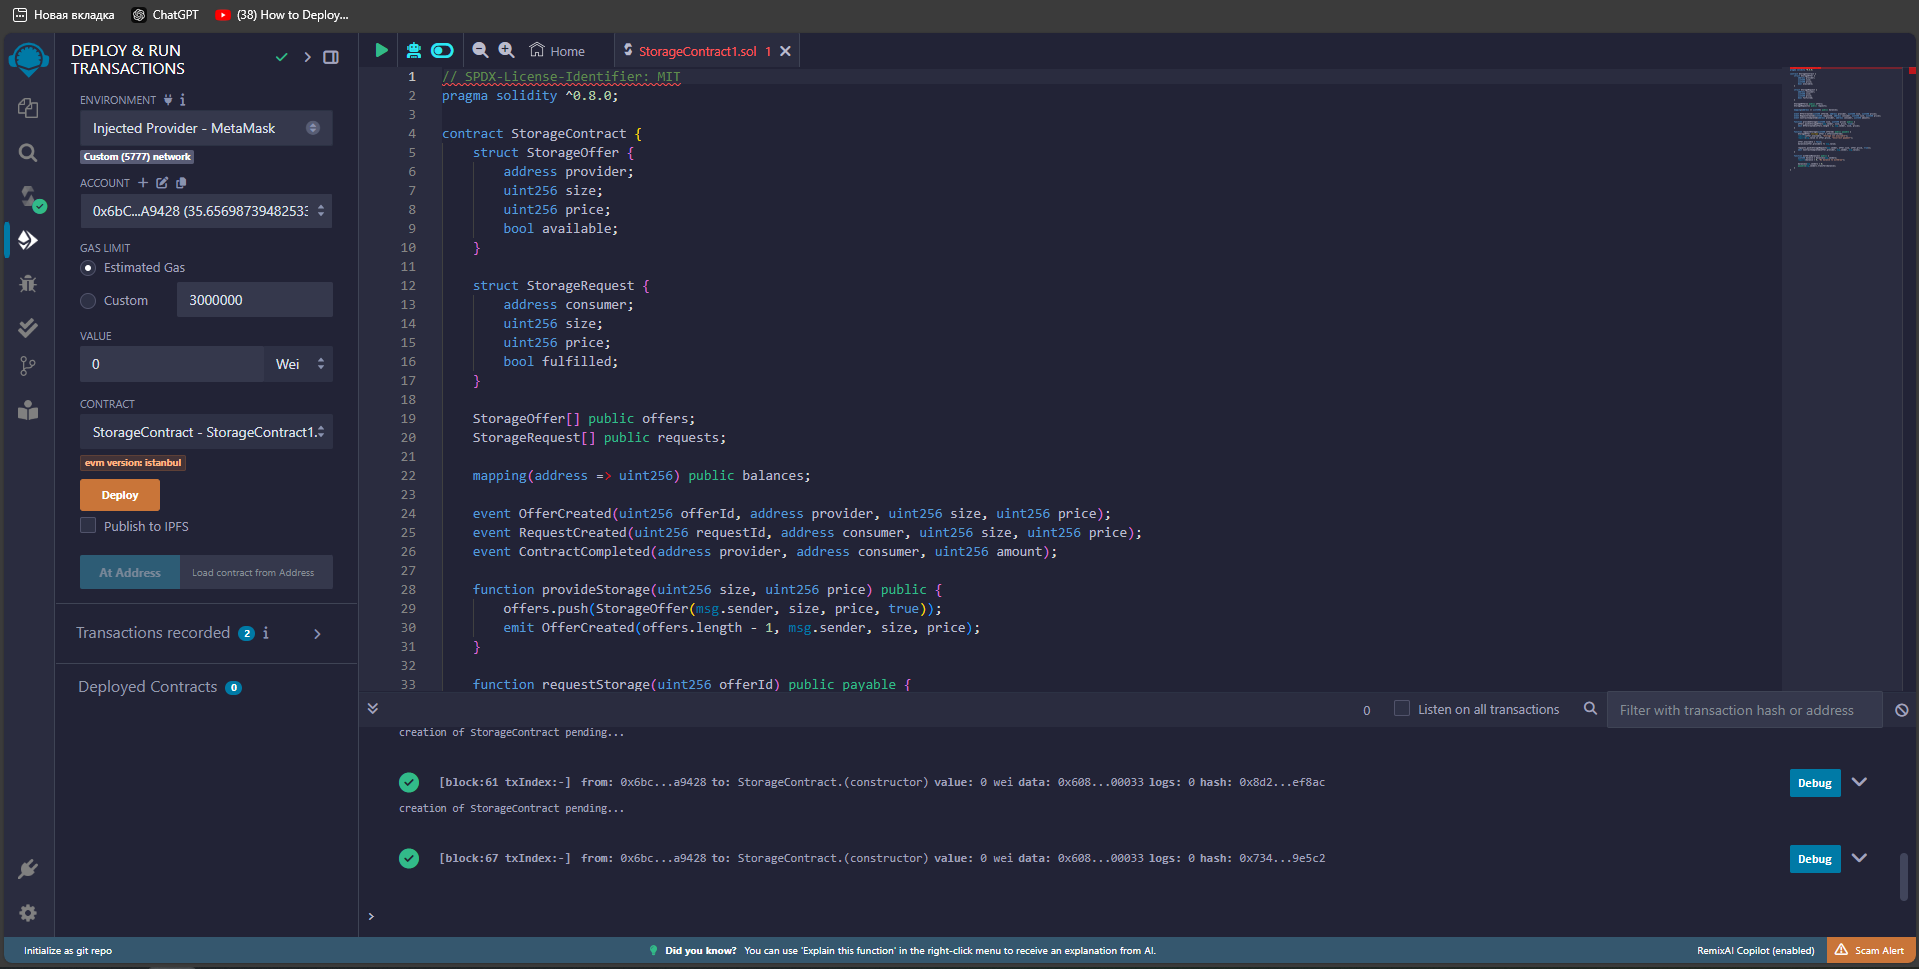 Новая вкладка
ChatGPT
(38) How to Deploy...
DEPLOY & RUN
TRANSACTIONS
ENVIRONMENT
Injected Provider - MetaMask
Custom (5777) network
ACCOUNT
0x6bC...A9428 (35.65698739482533
GAS LIMIT
Estimated Gas
Custom
3000000
VALUE
0
Wei
CONTRACT
StorageContract - StorageContract1.
evm version: istanbul
Deploy
Publish to IPFS
At Address
Load contract from Address
Transactions recorded 2 i
Deployed Contracts 0
Home
StorageContract1.sol 1
1 // SPDX-License-Identifier: MIT
2 pragma solidity ^0.8.0;
3
4 contract StorageContract {
5 struct StorageOffer {
6 address provider;
7 uint256 size;
8 uint256 price;
9 bool available;
10 }
11
12 struct StorageRequest {
13 address consumer;
14 uint256 size;
15 uint256 price;
16 bool fulfilled;
17 }
18
19 StorageOffer[] public offers;
20 StorageRequest[] public requests;
21
22 mapping(address => uint256) public balances;
23
24 event OfferCreated(uint256 offerId, address provider, uint256 size, uint256 price);
25 event RequestCreated(uint256 requestId, address consumer, uint256 size, uint256 price);
26 event ContractCompleted(address provider, address consumer, uint256 amount);
27
28 function provideStorage(uint256 size, uint256 price) public {
29 offers.push(StorageOffer(msg.sender, size, price, true));
30 emit OfferCreated(offers.length - 1, msg.sender, size, price);
31 }
32
33 function requestStorage(uint256 offerId) public payable {
0
Listen on all transactions
Filter with transaction hash or address
creation of StorageContract pending...
[block:61 txIndex:-] from: 0x6bc...a9428 to: StorageContract.(constructor) value: 0 wei data: 0x608...00033 logs: 0 hash: 0x8d2...ef8ac
Debug
creation of StorageContract pending...
[block:67 txIndex:-] from: 0x6bc...a9428 to: StorageContract.(constructor) value: 0 wei data: 0x608...00033 logs: 0 hash: 0x734...9e5c2
Debug
>
Initialize as git repo
Did you know? You can use 'Explain this function' in the right-click menu to receive an explanation from AI.
RemixAI Copilot (enabled)
Scam Alert